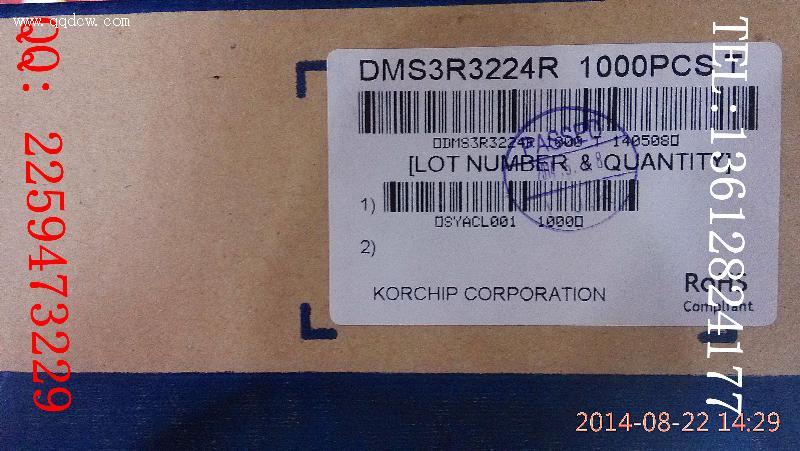 www.qqdcw.com
QQ: 2259473229
DMS3R3224R 1000PCS T
DMS3R3224R 1000 T 140508
[LOT NUMBER & QUANTITY]
PASSED
1)
SYACL001 1000
2)
KORCHIP CORPORATION
RoHS
Compliant
TEL:13612824177
2014-08-22 14:29